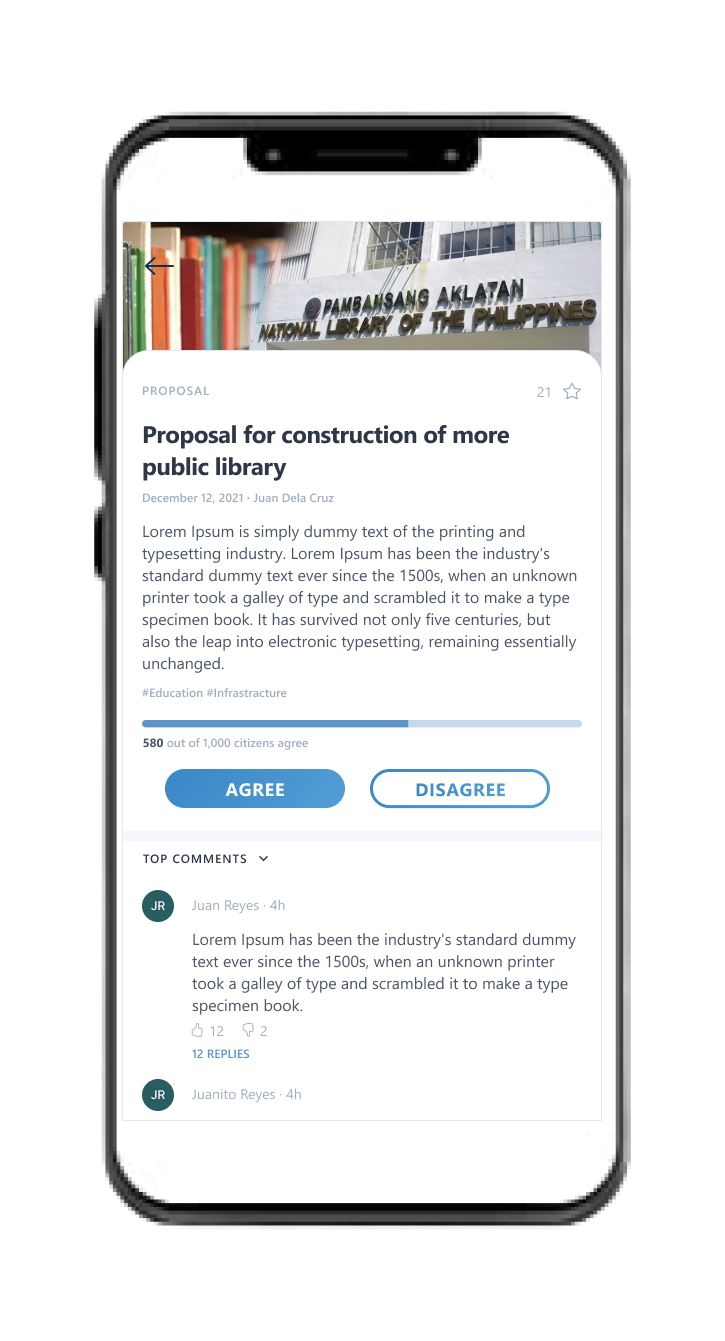 PAMBANSANG AKLATAN
NATIONAL LIBRARY OF THE PHILIPPINES
PROPOSAL
21
Proposal for construction of more
public library
December 12, 2021 · Juan Dela Cruz
Lorem Ipsum is simply dummy text of the printing and
typesetting industry. Lorem Ipsum has been the industry's
standard dummy text ever since the 1500s, when an unknown
printer took a galley of type and scrambled it to make a type
specimen book. It has survived not only five centuries, but
also the leap into electronic typesetting, remaining essentially
unchanged.
#Education #Infrastracture
580 out of 1,000 citizens agree
AGREE DISAGREE
TOP COMMENTS
JR Juan Reyes · 4h
Lorem Ipsum has been the industry's standard dummy
text ever since the 1500s, when an unknown printer
took a galley of type and scrambled it to make a type
specimen book.
12 2
12 REPLIES
JR Juanito Reyes · 4h